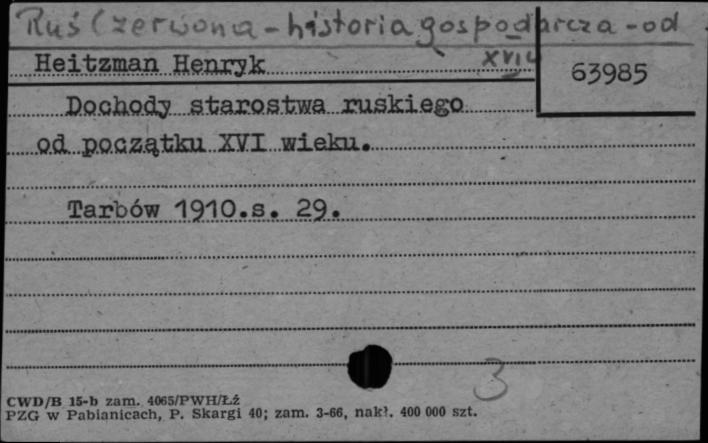 Ruś Czerwona - historia gospodarcza - od
XVI w
Heitzman Henryk
63985
Dochody starostwa ruskiego
od początku XVI wieku.
Tarbów 1910.s. 29.
3
CWD/B 15-b zam. 4065/PWH/Łź
PZG w Pabianicach, P. Skargi 40; zam. 3-66, nakł. 400 000 szt.